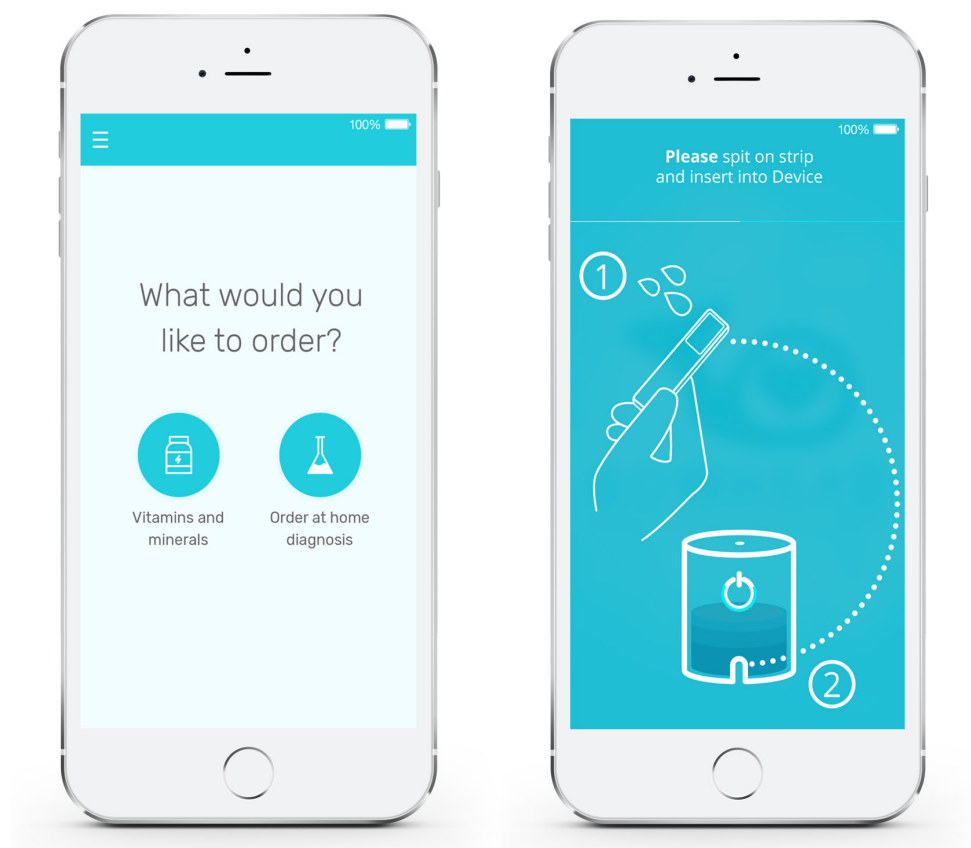 100%
What would you
like to order?
Vitamins and
minerals
Order at home
diagnosis
100%
Please spit on strip
and insert into Device
1
2